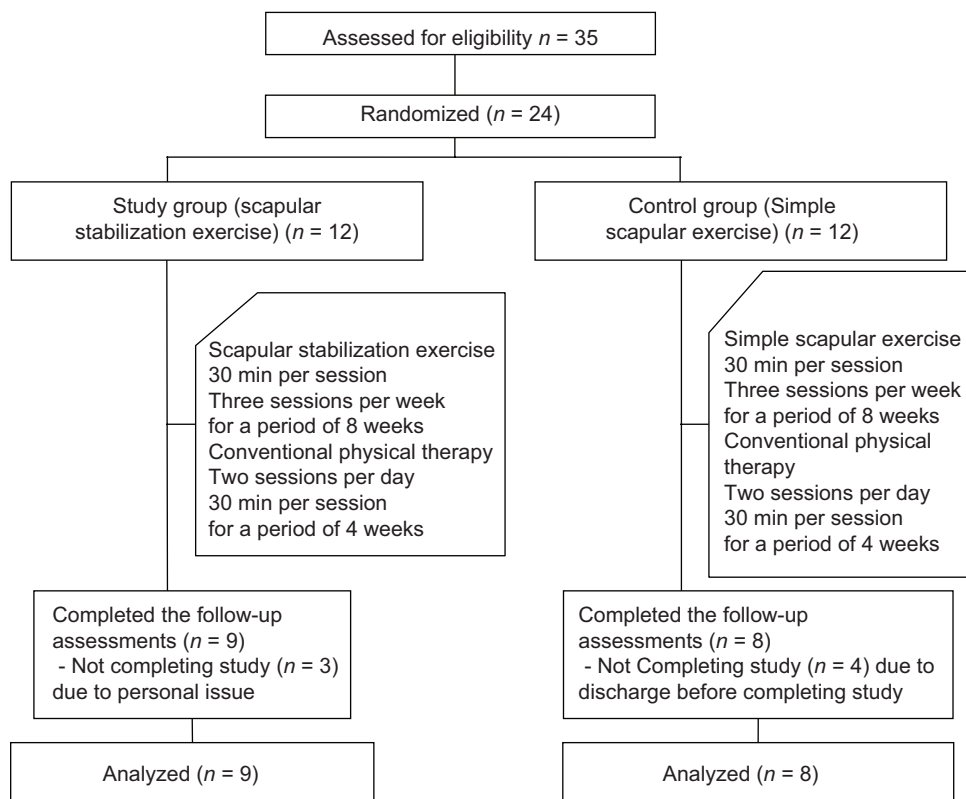 Assessed for eligibility n = 35
Randomized (n = 24)
Study group (scapular
stabilization exercise) (n = 12)
Control group (Simple
scapular exercise) (n = 12)
Scapular stabilization exercise
30 min per session
Three sessions per week
for a period of 8 weeks
Conventional physical therapy
Two sessions per day
30 min per session
for a period of 4 weeks
Simple scapular exercise
30 min per session
Three sessions per week
for a period of 8 weeks
Conventional physical
therapy
Two sessions per day
30 min per session
for a period of 4 weeks
Completed the follow-up
assessments (n = 9)
- Not completing study (n = 3)
due to personal issue
Completed the follow-up
assessments (n = 8)
- Not Completing study (n = 4) due to
discharge before completing study
Analyzed (n = 9)
Analyzed (n = 8)